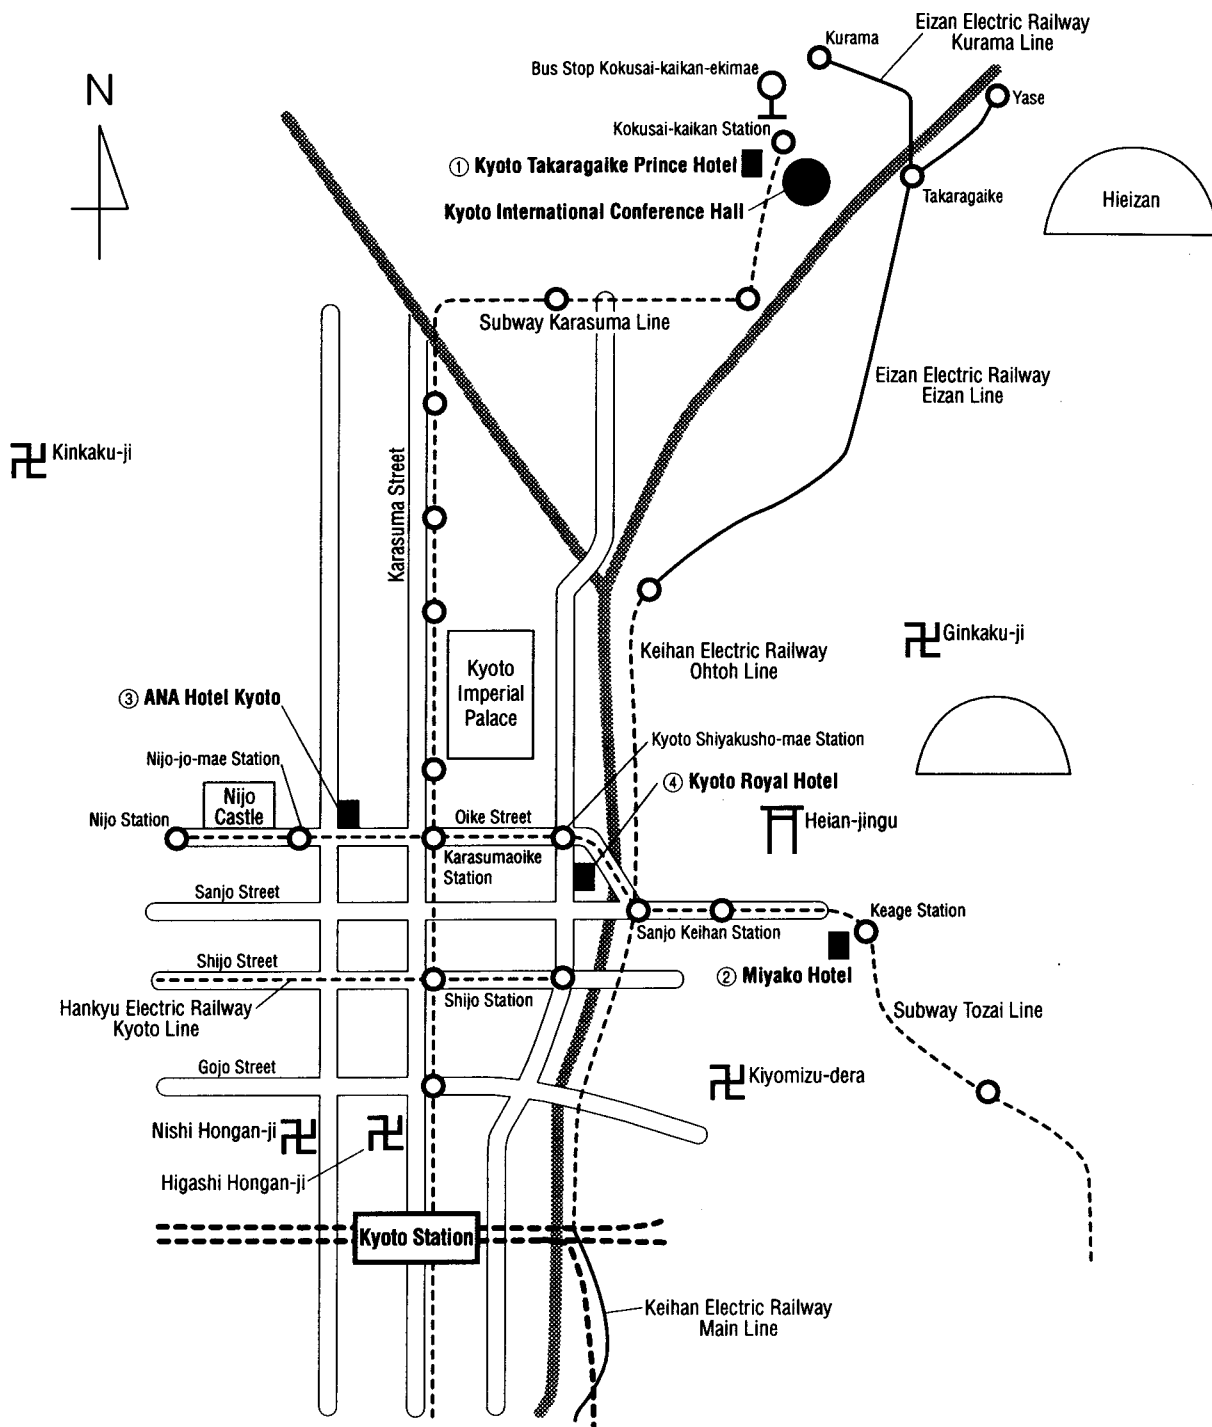 Eizan Electric Railway
Kurama Line
Kurama
Bus Stop Kokusai-kaikan-ekimae
Yase
N
Kokusai-kaikan Station
① Kyoto Takaragaike Prince Hotel
Takaragaike
Hieizan
Kyoto International Conference Hall
Subway Karasuma Line
Eizan Electric Railway
Eizan Line
卍 Kinkaku-ji
Karasuma Street
卍 Ginkaku-ji
Keihan Electric Railway
Ohtoh Line
Kyoto
Imperial
Palace
③ ANA Hotel Kyoto
Kyoto Shiyakusho-mae Station
Nijo-jo-mae Station
④ Kyoto Royal Hotel
Nijo
Castle
Nijo Station
Oike Street
Heian-jingu
Karasumaoike
Station
Sanjo Street
Keage Station
Sanjo Keihan Station
Shijo Street
② Miyako Hotel
Shijo Station
Hankyu Electric Railway
Kyoto Line
Subway Tozai Line
Gojo Street
卍 Kiyomizu-dera
Nishi Hongan-ji 卍
卍
Higashi Hongan-ji
Kyoto Station
Keihan Electric Railway
Main Line